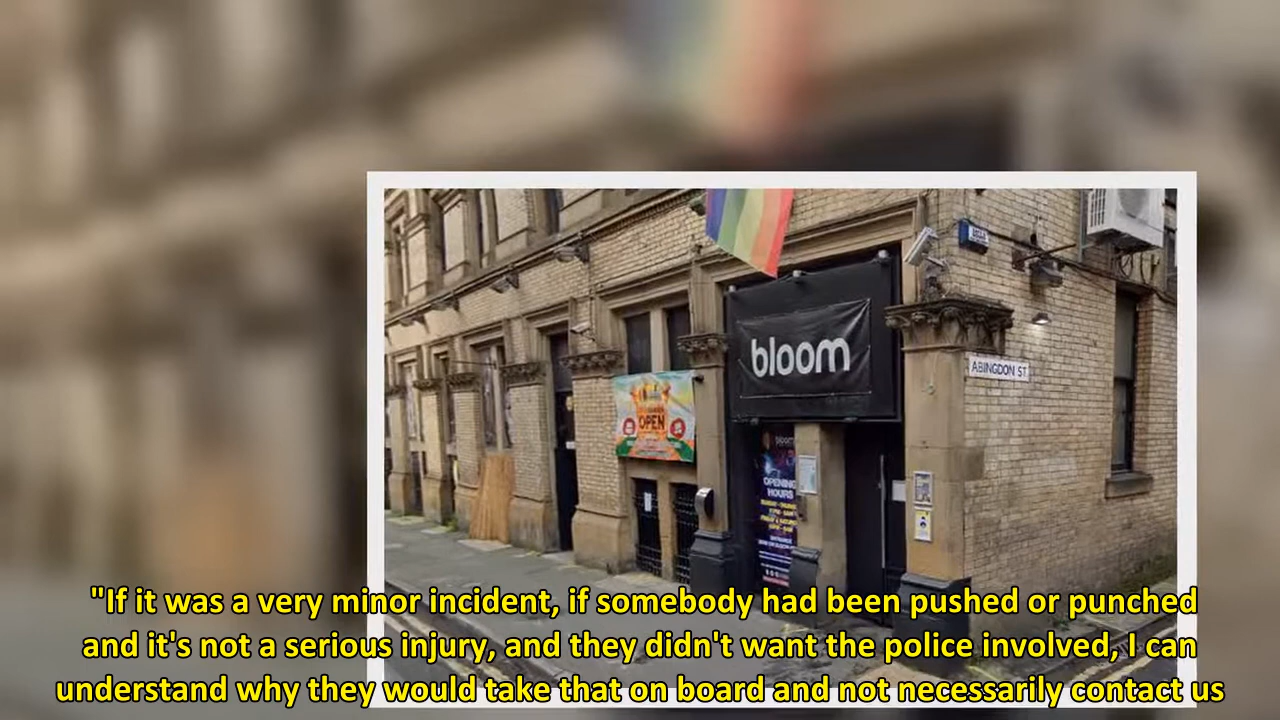 bloom
ABINGDON ST.
OPEN
bloom
OPENING
HOURS
"If it was a very minor incident, if somebody had been pushed or punched
and it's not a serious injury, and they didn't want the police involved, I can
understand why they would take that on board and not necessarily contact us